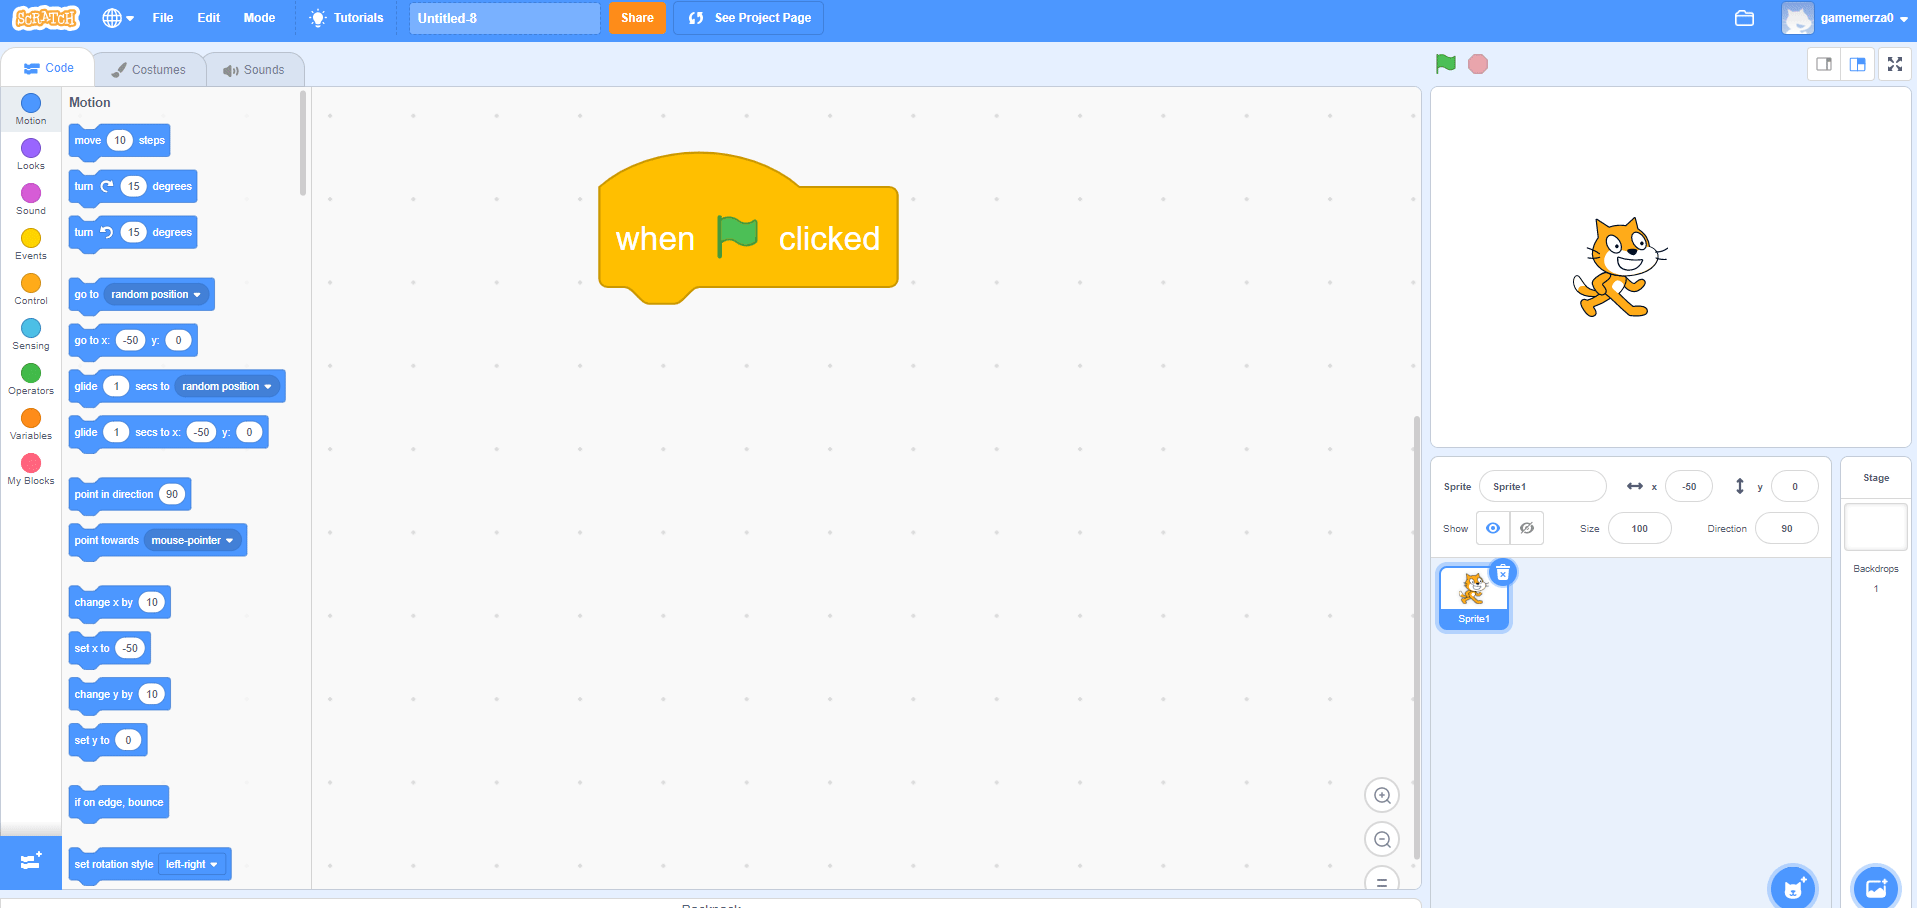 SCRATCH File Edit Mode Tutorials Untitled-8 Share See Project Page gamemerza0
Code Costumes Sounds
Motion
Looks
Sound
Events
Control
Sensing
Operators
Variables
My Blocks
Motion
move 10 steps
turn 15 degrees
turn 15 degrees
go to random position
go to x: -50 y: 0
glide 1 secs to random position
glide 1 secs to x: -50 y: 0
point in direction 90
point towards mouse-pointer
change x by 10
set x to -50
change y by 10
set y to 0
if on edge, bounce
set rotation style left-right
when clicked
Sprite Sprite1 x -50 y 0
Show Size 100 Direction 90
Sprite1
Stage
Backdrops
1